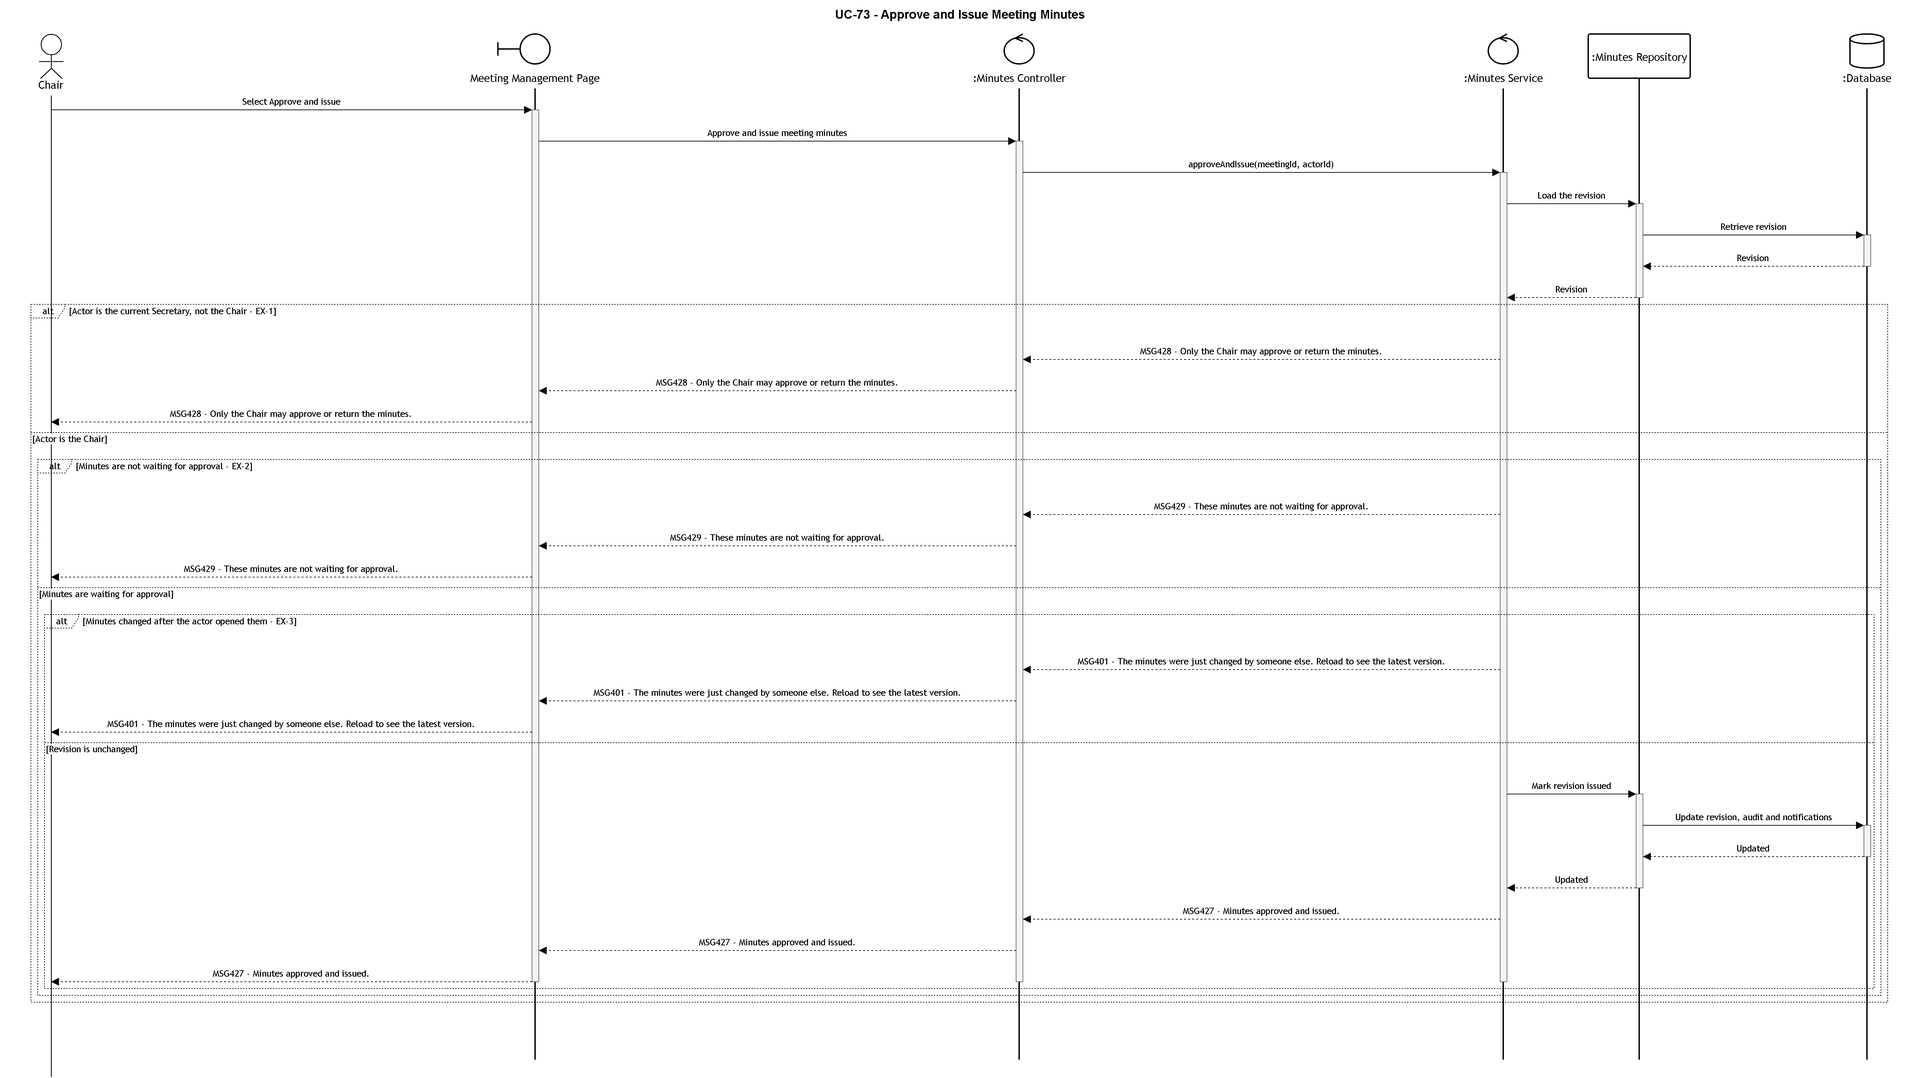 UC-73 - Approve and Issue Meeting Minutes
Chair
Meeting Management Page
:Minutes Controller
:Minutes Service
:Minutes Repository
:Database
Select Approve and issue
Approve and issue meeting minutes
approveAndIssue(meetingId, actorId)
Load the revision
Retrieve revision
Revision
Revision
alt [Actor is the current Secretary, not the Chair - EX-1]
MSG428 - Only the Chair may approve or return the minutes.
MSG428 - Only the Chair may approve or return the minutes.
MSG428 - Only the Chair may approve or return the minutes.
[Actor is the Chair]
alt [Minutes are not waiting for approval - EX-2]
MSG429 - These minutes are not waiting for approval.
MSG429 - These minutes are not waiting for approval.
MSG429 - These minutes are not waiting for approval.
[Minutes are waiting for approval]
alt [Minutes changed after the actor opened them - EX-3]
MSG401 - The minutes were just changed by someone else. Reload to see the latest version.
MSG401 - The minutes were just changed by someone else. Reload to see the latest version.
MSG401 - The minutes were just changed by someone else. Reload to see the latest version.
[Revision is unchanged]
Mark revision issued
Update revision, audit and notifications
Updated
Updated
MSG427 - Minutes approved and issued.
MSG427 - Minutes approved and issued.
MSG427 - Minutes approved and issued.